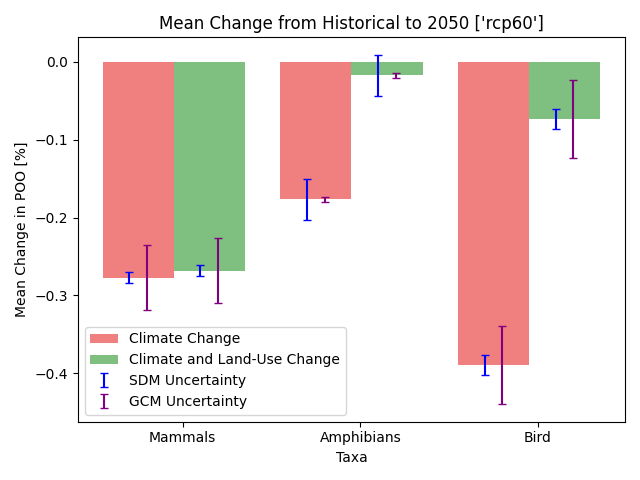 Mean Change from Historical to 2050 ['rcp60']
Mean Change in POO [%]
0.0
−0.1
−0.2
−0.3
−0.4
Climate Change
Climate and Land-Use Change
SDM Uncertainty
GCM Uncertainty
Mammals
Amphibians
Bird
Taxa